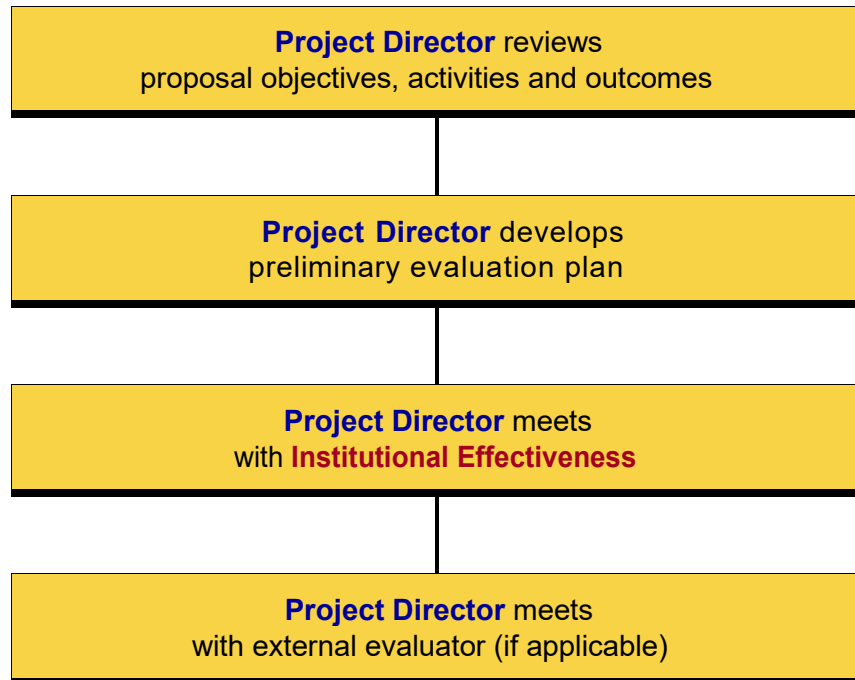 Project Director reviews
proposal objectives, activities and outcomes
Project Director develops
preliminary evaluation plan
Project Director meets
with Institutional Effectiveness
Project Director meets
with external evaluator (if applicable)